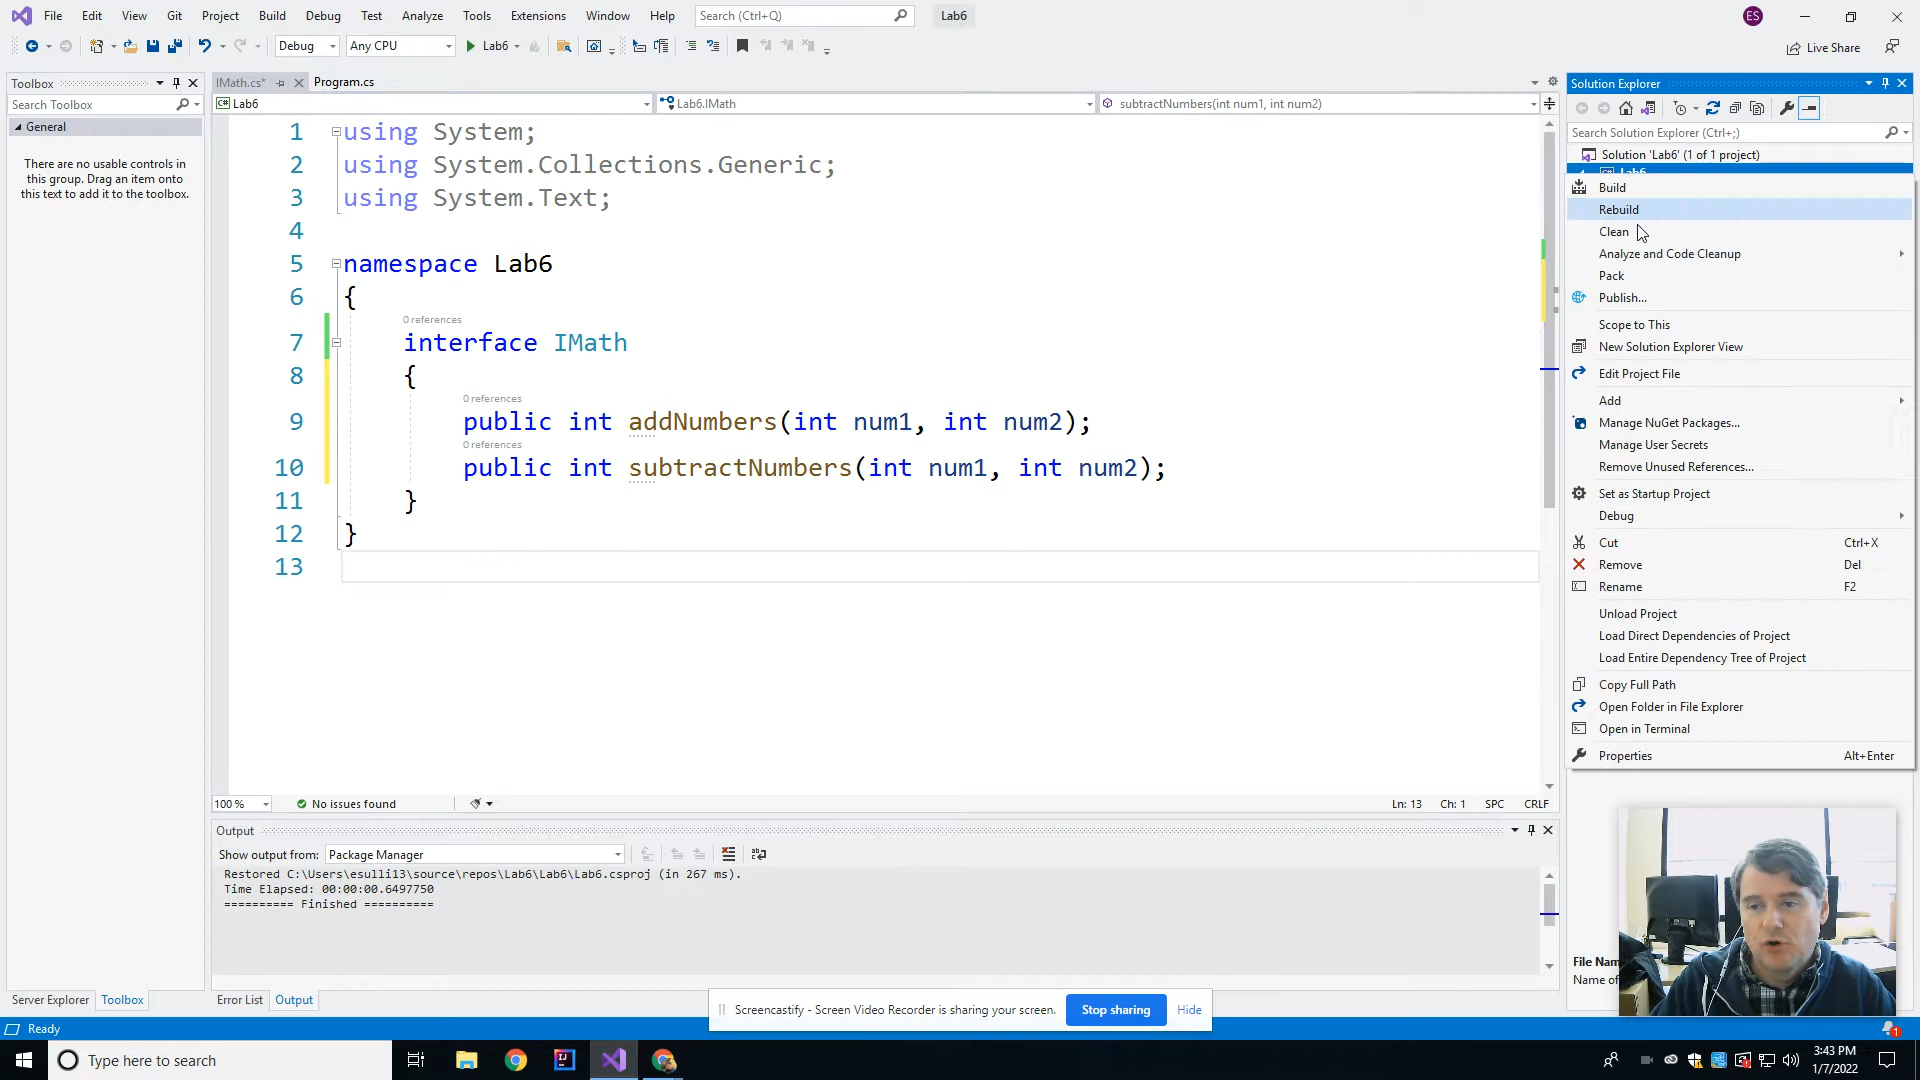 File Edit View Git Project Build Debug Test Analyze Tools Extensions Window Help Search (Ctrl+Q) Lab6 ES
Debug Any CPU Lab6 Live Share
Toolbox
Search Toolbox
General
There are no usable controls in
this group. Drag an item onto
this text to add it to the toolbox.
IMath.cs* Program.cs
Lab6 Lab6.IMath subtractNumbers(int num1, int num2)
1 using System;
2 using System.Collections.Generic;
3 using System.Text;
4
5 namespace Lab6
6 {
0 references
7 interface IMath
8 {
0 references
9 public int addNumbers(int num1, int num2);
0 references
10 public int subtractNumbers(int num1, int num2);
11 }
12 }
13
100 % No issues found Ln: 13 Ch: 1 SPC CRLF
Output
Show output from: Package Manager
Restored C:\Users\esulli13\source\repos\Lab6\Lab6\Lab6.csproj (in 267 ms).
Time Elapsed: 00:00:00.6497750
========== Finished ==========
Server Explorer Toolbox Error List Output
Solution Explorer
Search Solution Explorer (Ctrl+;)
Solution 'Lab6' (1 of 1 project)
Lab6
Build
Rebuild
Clean
Analyze and Code Cleanup
Pack
Publish...
Scope to This
New Solution Explorer View
Edit Project File
Add
Manage NuGet Packages...
Manage User Secrets
Remove Unused References...
Set as Startup Project
Debug
Cut Ctrl+X
Remove Del
Rename F2
Unload Project
Load Direct Dependencies of Project
Load Entire Dependency Tree of Project
Copy Full Path
Open Folder in File Explorer
Open in Terminal
Properties Alt+Enter
File Nam
Name of
Screencastify - Screen Video Recorder is sharing your screen. Stop sharing Hide
Ready 1
Type here to search
3:43 PM
1/7/2022